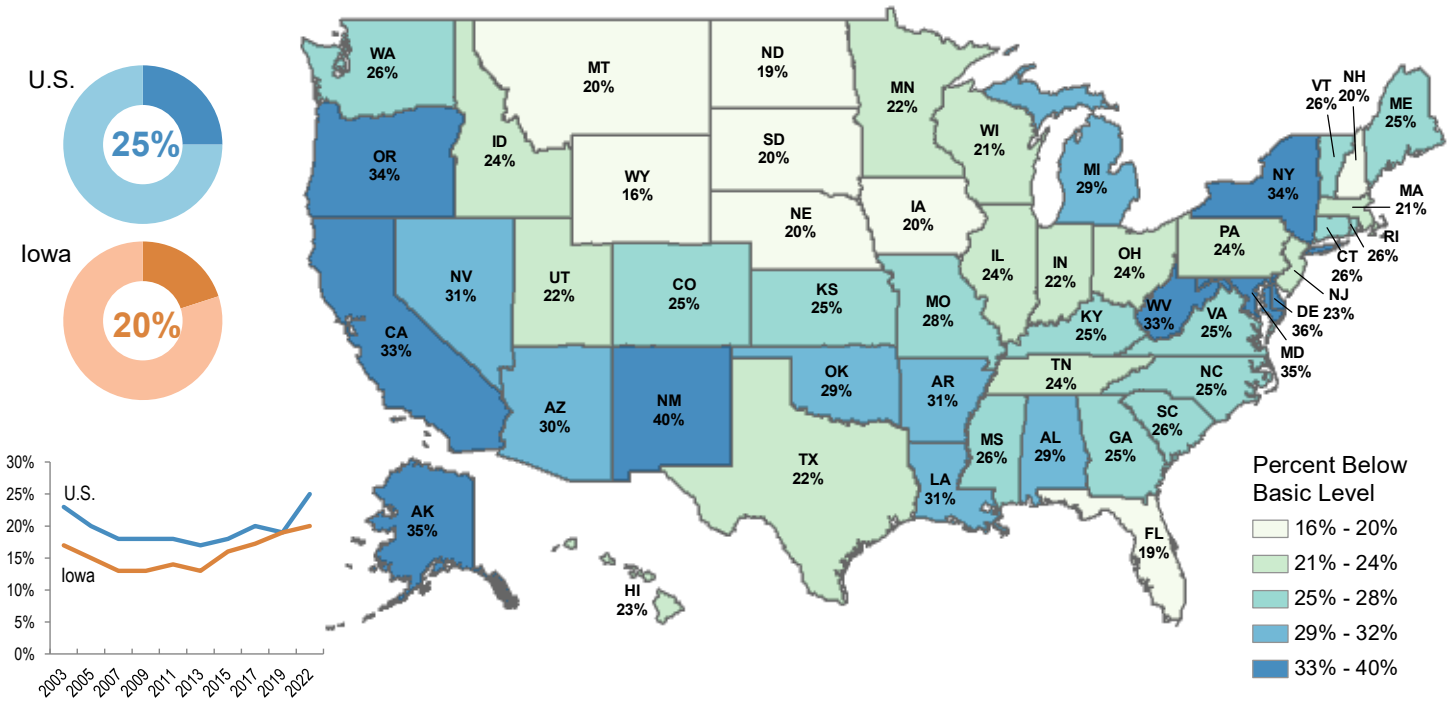 U.S.
25%
Iowa
20%
30%
25%
20%
15%
10%
5%
0%
U.S.
Iowa
2003
2005
2007
2009
2011
2013
2015
2017
2019
2022
WA
26%
OR
34%
CA
33%
NV
31%
ID
24%
MT
20%
WY
16%
UT
22%
AZ
30%
CO
25%
NM
40%
ND
19%
SD
20%
NE
20%
KS
25%
OK
29%
TX
22%
MN
22%
IA
20%
MO
28%
AR
31%
LA
31%
WI
21%
IL
24%
MI
29%
IN
22%
OH
24%
KY
25%
TN
24%
MS
26%
AL
29%
GA
25%
FL
19%
SC
26%
NC
25%
VA
25%
WV
33%
PA
24%
NY
34%
VT
26%
NH
20%
ME
25%
MA
21%
RI
26%
CT
26%
NJ
23%
DE
36%
MD
35%
AK
35%
HI
23%
Percent Below
Basic Level
16% - 20%
21% - 24%
25% - 28%
29% - 32%
33% - 40%